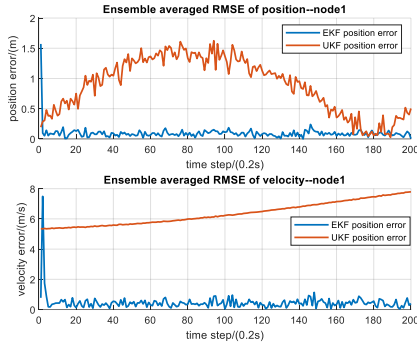 Ensemble averaged RMSE of position--node1
position error/(m)
2
1.5
1
0.5
0
EKF position error
UKF position error
0 20 40 60 80 100 120 140 160 180 200
time step/(0.2s)
Ensemble averaged RMSE of velocity--node1
velocity error/(m/s)
8
6
4
2
0
EKF position error
UKF position error
0 20 40 60 80 100 120 140 160 180 200
time step/(0.2s)